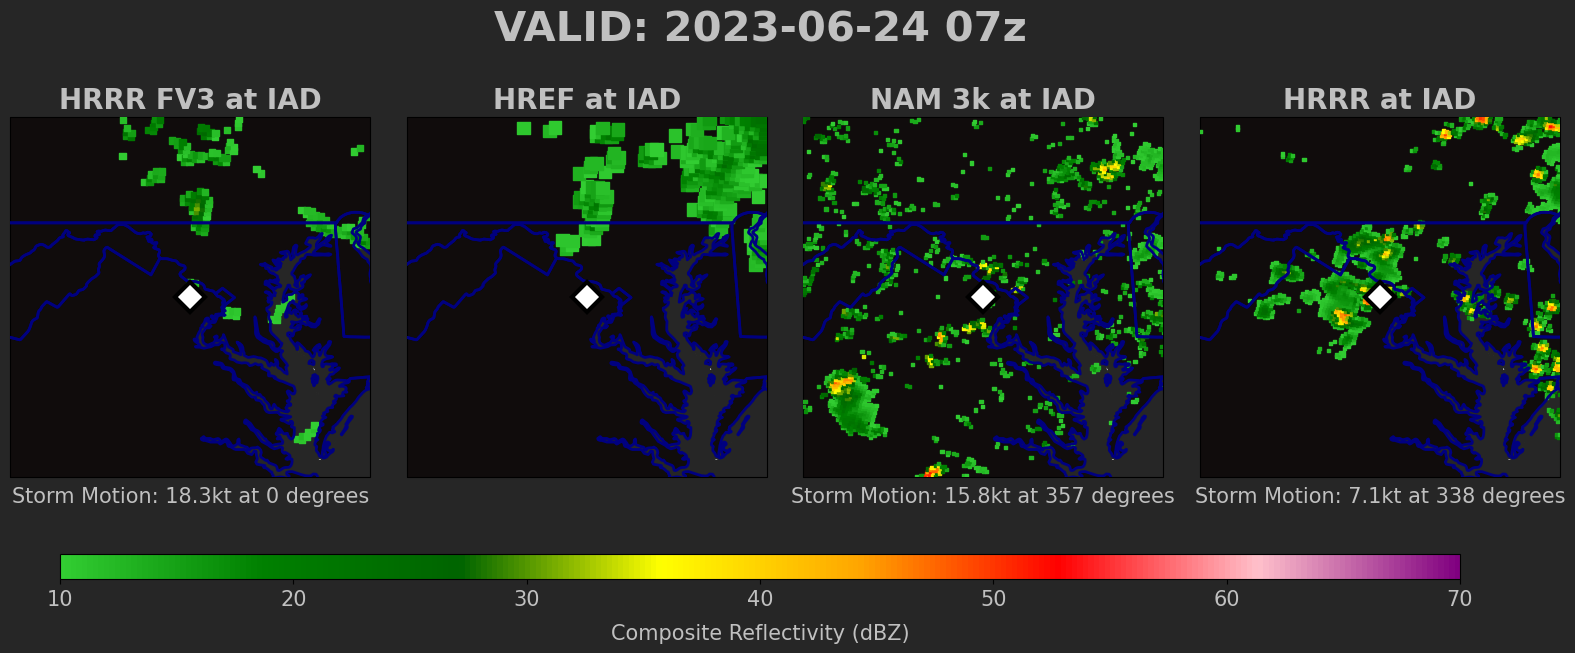 VALID: 2023-06-24 07z
HRRR FV3 at IAD
HREF at IAD
NAM 3k at IAD
HRRR at IAD
Storm Motion: 18.3kt at 0 degrees
Storm Motion: 15.8kt at 357 degrees
Storm Motion: 7.1kt at 338 degrees
10 20 30 40 50 60 70
Composite Reflectivity (dBZ)